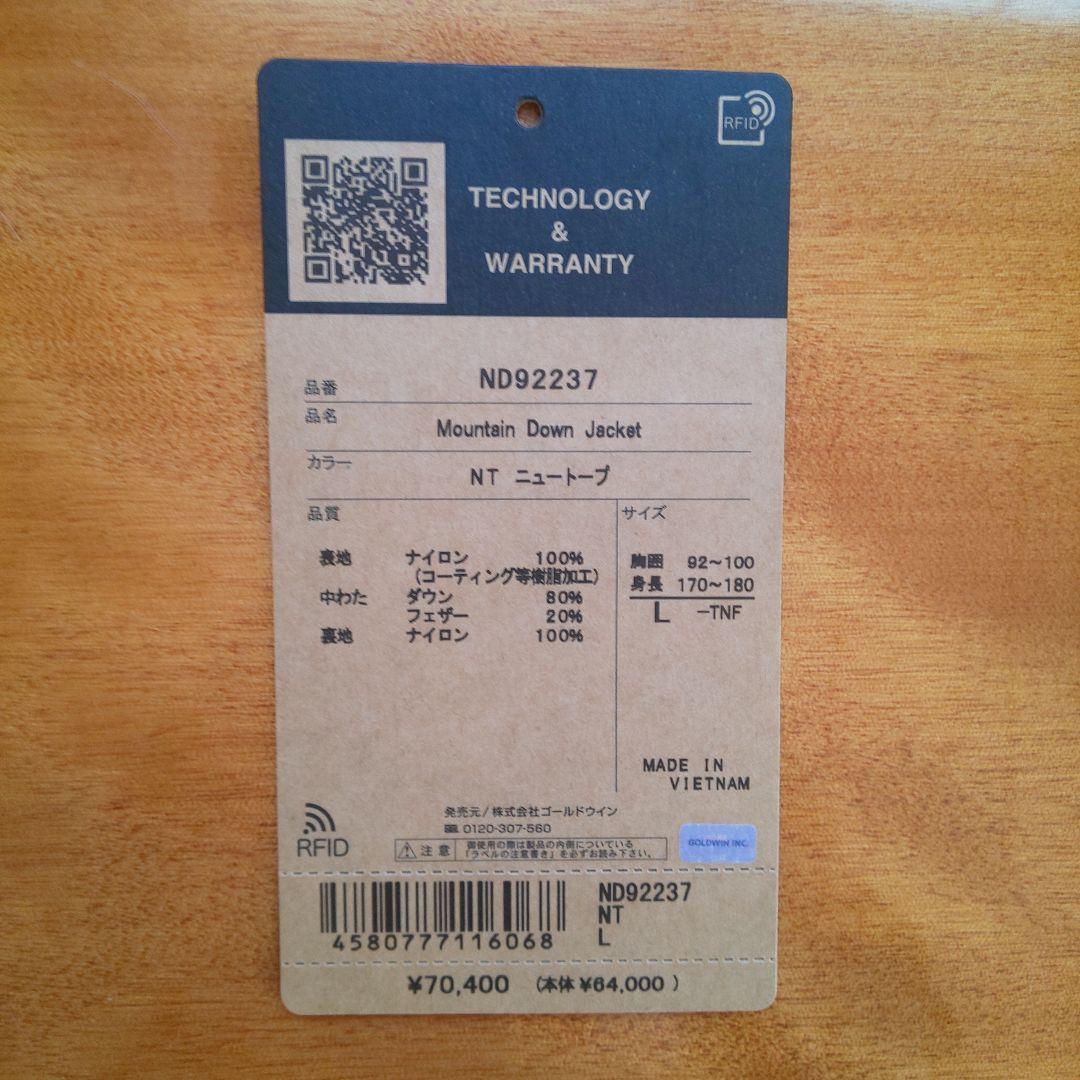 RFID
TECHNOLOGY
&
WARRANTY
品番 ND92237
品名 Mountain Down Jacket
カラー NT ニュートープ
品質
表地 ナイロン 100%
(コーティング等樹脂加工)
中わた ダウン 80%
フェザー 20%
裏地 ナイロン 100%
サイズ
胸囲 92~100
身長 170~180
L -TNF
MADE IN
VIETNAM
発売元/株式会社ゴールドウイン
0120-307-560
RFID
注意 御使用の際は製品の内側についている
「ラベルの注意書き」を必ずお読み下さい。
GOLDWIN INC.
4580777116068
ND92237
NT
L
¥70,400 (本体¥64,000)